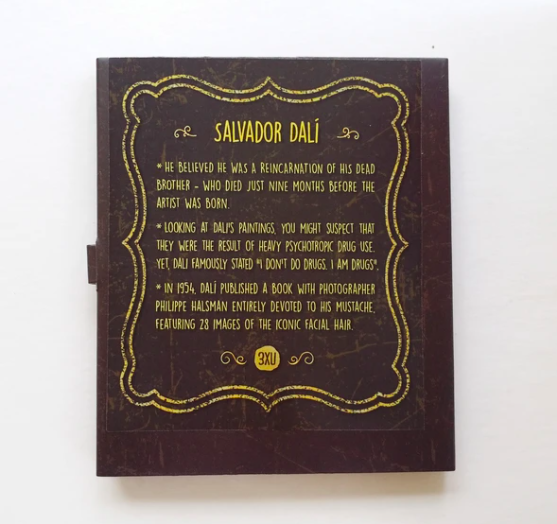 SALVADOR DALÍ
* HE BELIEVED HE WAS A REINCARNATION OF HIS DEAD
BROTHER - WHO DIED JUST NINE MONTHS BEFORE THE
ARTIST WAS BORN.
* LOOKING AT DALI'S PAINTINGS, YOU MIGHT SUSPECT THAT
THEY WERE THE RESULT OF HEAVY PSYCHOTROPIC DRUG USE.
YET, DALI FAMOUSLY STATED "I DON'T DO DRUGS. I AM DRUGS".
* IN 1954, DALÍ PUBLISHED A BOOK WITH PHOTOGRAPHER
PHILIPPE HALSMAN ENTIRELY DEVOTED TO HIS MUSTACHE,
FEATURING 28 IMAGES OF THE ICONIC FACIAL HAIR.
3XU